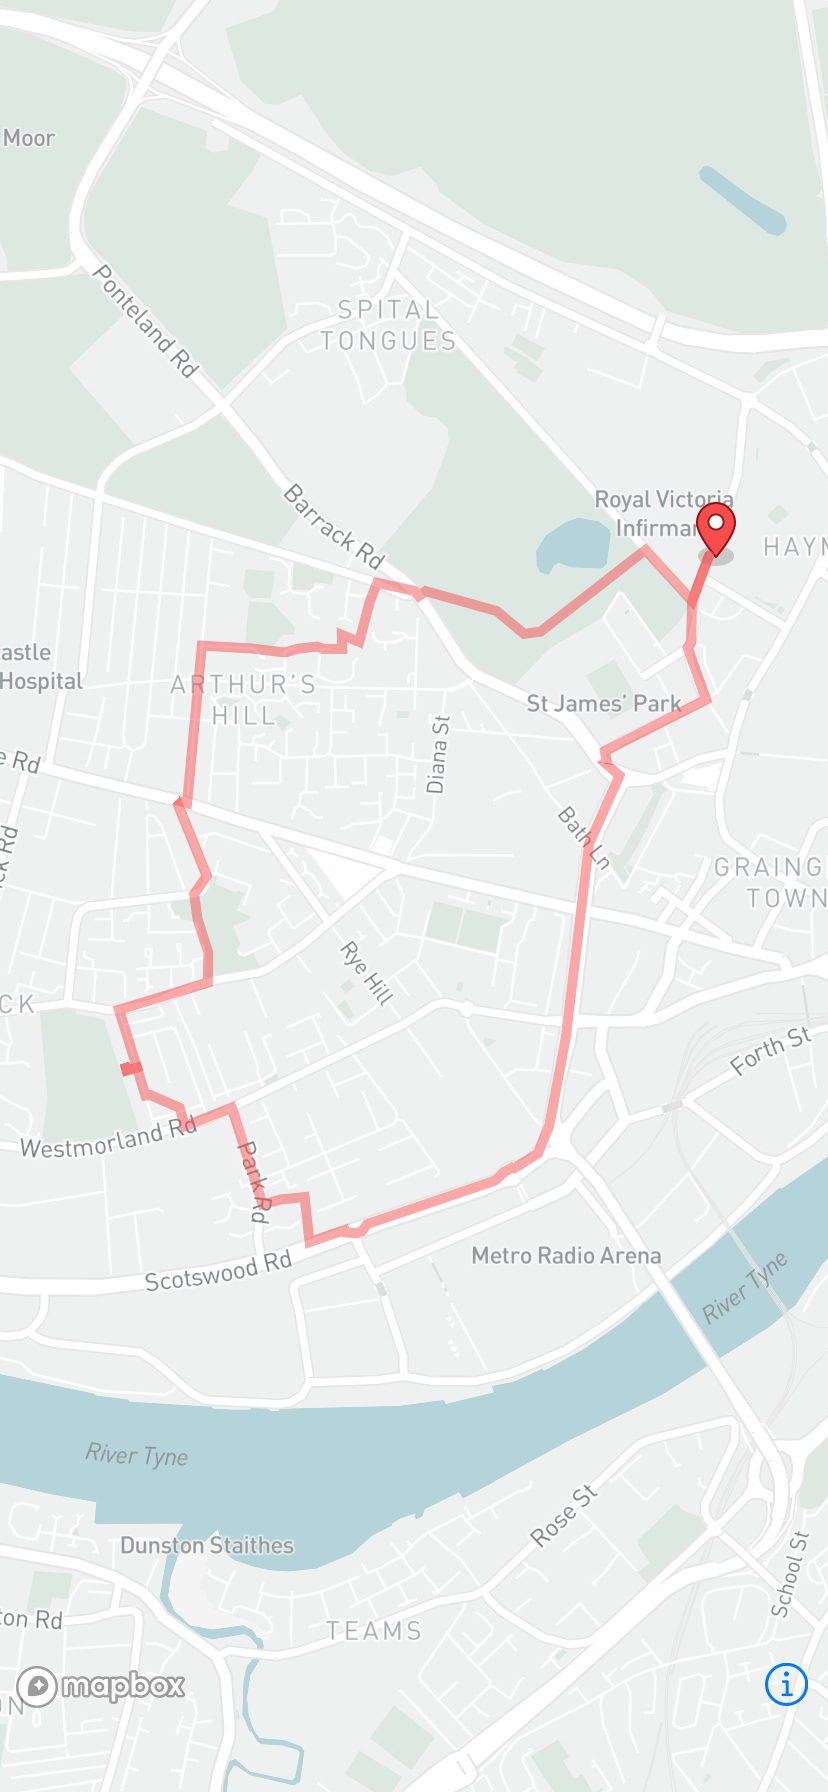 Moor
Ponteland Rd
SPITAL
TONGUES
Barrack Rd
Royal Victoria
Infirmar
HAYM
astle
Hospital
ARTHUR'S
HILL
St James' Park
Diana St
e Rd
Bath Ln
ck Rd
GRAING
TOWN
Rye Hill
CK
Forth St
Westmorland Rd
Park Rd
Metro Radio Arena
Scotswood Rd
River Tyne
River Tyne
Rose St
Dunston Staithes
School St
ton Rd
TEAMS
mapbox
ON
i